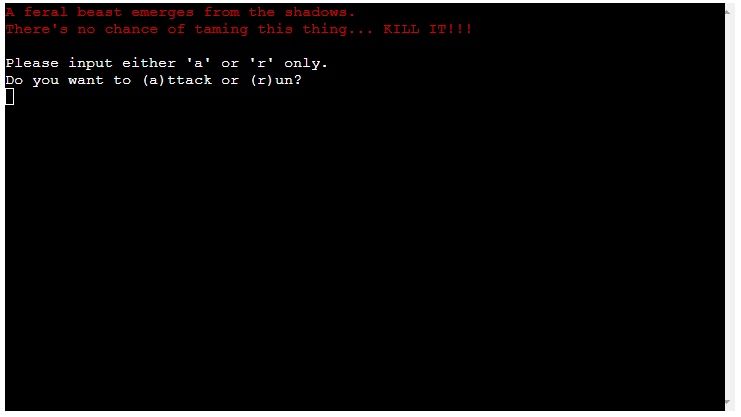 A feral beast emerges from the shadows.
There's no chance of taming this thing... KILL IT!!!
Please input either 'a' or 'r' only.
Do you want to (a)ttack or (r)un?